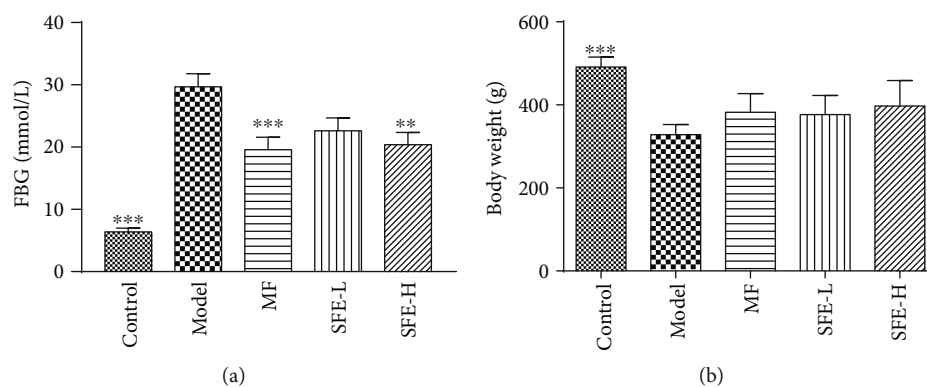 FBG (mmol/L)
40
30
20
10
0
***
***
**
Control
Model
MF
SFE-L
SFE-H
(a)
Body weight (g)
600
400
200
0
***
Control
Model
MF
SFE-L
SFE-H
(b)